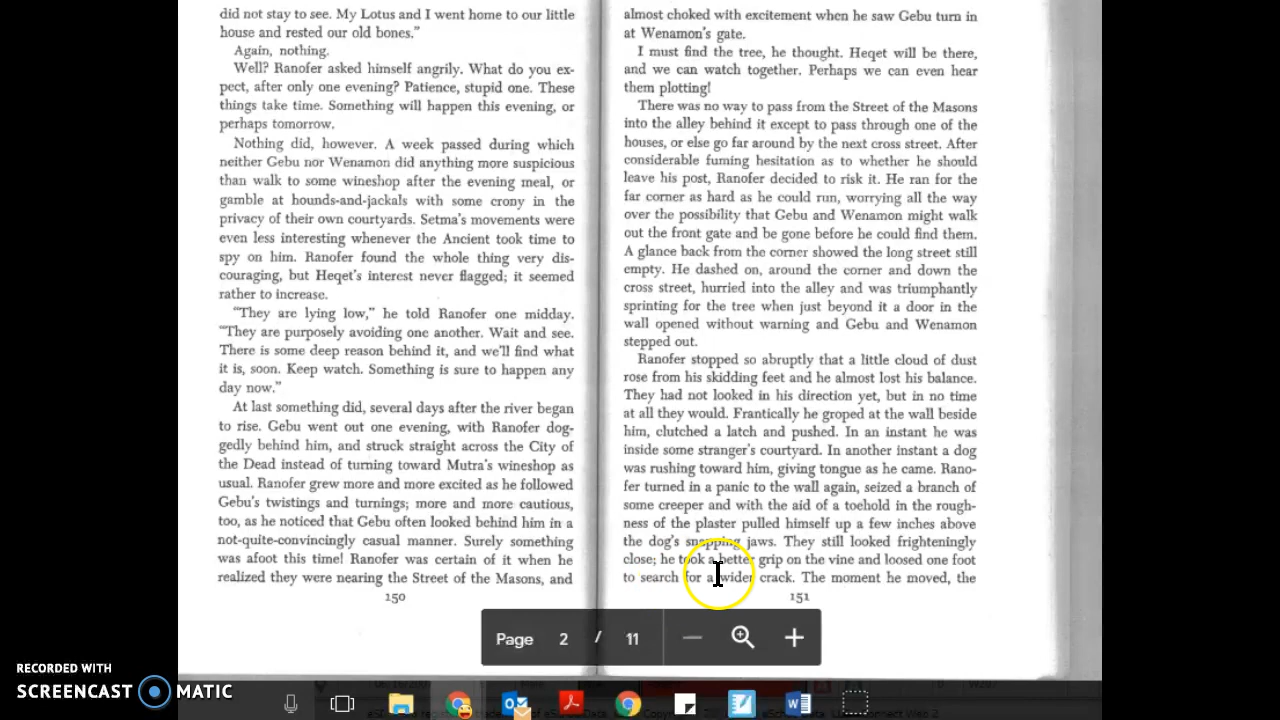 did not stay to see. My Lotus and I went home to our little
house and rested our old bones.”
Again, nothing.
Well? Ranofer asked himself angrily. What do you ex-
pect, after only one evening? Patience, stupid one. These
things take time. Something will happen this evening, or
perhaps tomorrow.
Nothing did, however. A week passed during which
neither Gebu nor Wenamon did anything more suspicious
than walk to some wineshop after the evening meal, or
gamble at hounds-and-jackals with some crony in the
privacy of their own courtyards. Setma's movements were
even less interesting whenever the Ancient took time to
spy on him. Ranofer found the whole thing very dis-
couraging, but Heqet's interest never flagged; it seemed
rather to increase.
“They are lying low,” he told Ranofer one midday.
“They are purposely avoiding one another. Wait and see.
There is some deep reason behind it, and we'll find what
it is, soon. Keep watch. Something is sure to happen any
day now.”
At last something did, several days after the river began
to rise. Gebu went out one evening, with Ranofer dog-
gedly behind him, and struck straight across the City of
the Dead instead of turning toward Mutra's wineshop as
usual. Ranofer grew more and more excited as he followed
Gebu's twistings and turnings; more and more cautious,
too, as he noticed that Gebu often looked behind him in a
not-quite-convincingly casual manner. Surely something
was afoot this time! Ranofer was certain of it when he
realized they were nearing the Street of the Masons, and
150
almost choked with excitement when he saw Gebu turn in
at Wenamon's gate.
I must find the tree, he thought. Heqet will be there,
and we can watch together. Perhaps we can even hear
them plotting!
There was no way to pass from the Street of the Masons
into the alley behind it except to pass through one of the
houses, or else go far around by the next cross street. After
considerable fuming hesitation as to whether he should
leave his post, Ranofer decided to risk it. He ran for the
far corner as hard as he could run, worrying all the way
over the possibility that Gebu and Wenamon might walk
out the front gate and be gone before he could find them.
A glance back from the corner showed the long street still
empty. He dashed on, around the corner and down the
cross street, hurried into the alley and was triumphantly
sprinting for the tree when just beyond it a door in the
wall opened without warning and Gebu and Wenamon
stepped out.
Ranofer stopped so abruptly that a little cloud of dust
rose from his skidding feet and he almost lost his balance.
They had not looked in his direction yet, but in no time
at all they would. Frantically he groped at the wall beside
him, clutched a latch and pushed. In an instant he was
inside some stranger's courtyard. In another instant a dog
was rushing toward him, giving tongue as he came. Rano-
fer turned in a panic to the wall again, seized a branch of
some creeper and with the aid of a toehold in the rough-
ness of the plaster pulled himself up a few inches above
the dog's snapping jaws. They still looked frighteningly
close; he took a better grip on the vine and loosed one foot
to search for a wider crack. The moment he moved, the
151
Page 2 / 11
RECORDED WITH
SCREENCAST MATIC